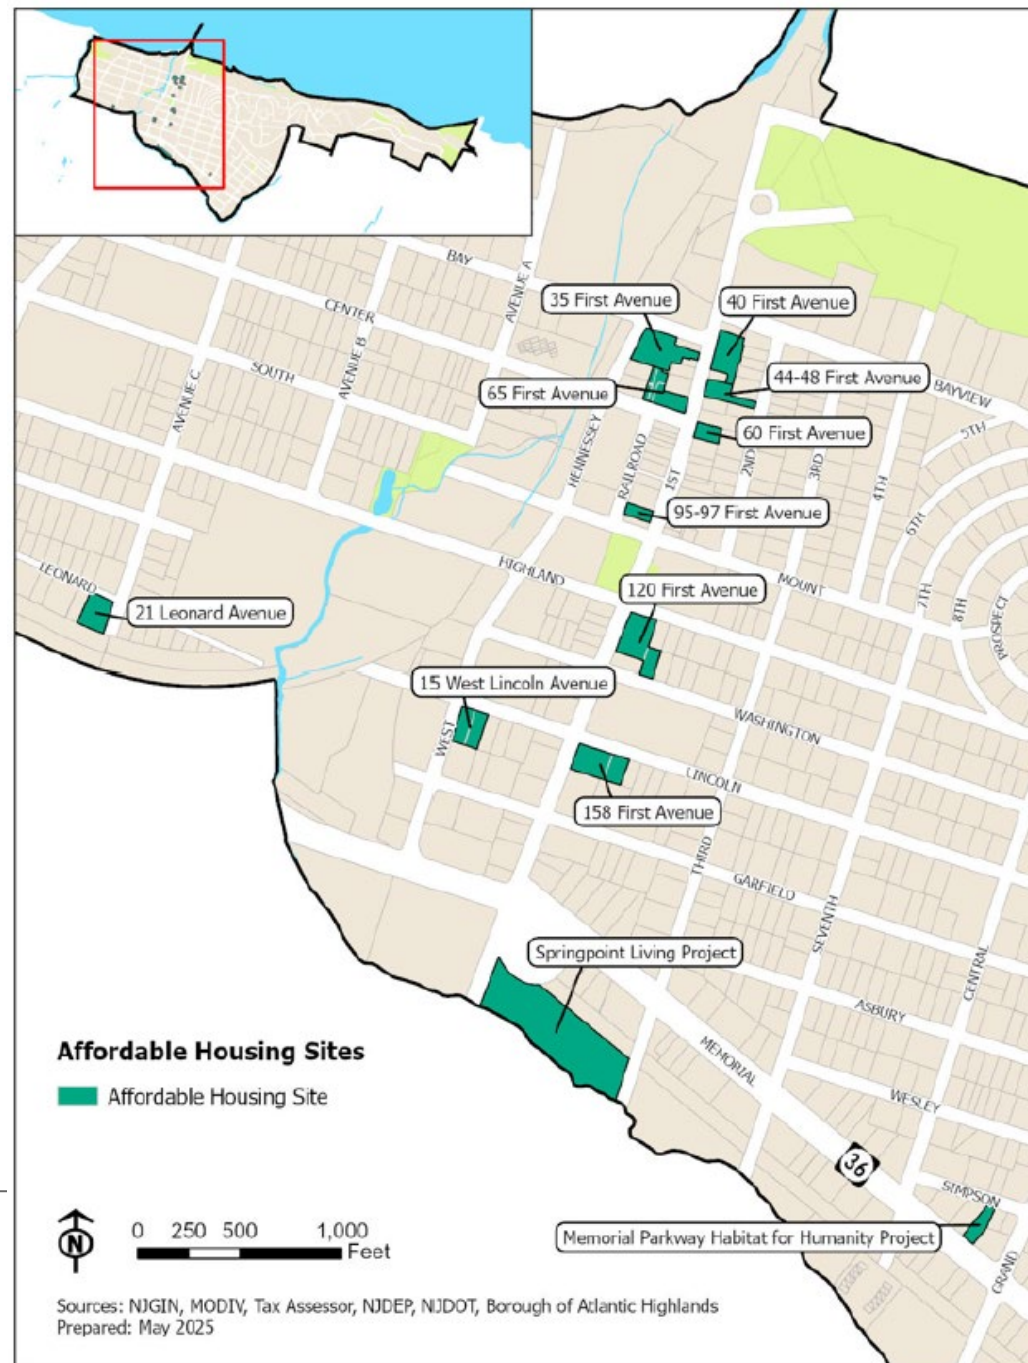 BAY
AVENUE A
CENTER
35 First Avenue
40 First Avenue
AVENUE B
SOUTH
AVENUE C
65 First Avenue
44-48 First Avenue
BAYVIEW
HENNESSEY
60 First Avenue
5TH
RAILROAD
1ST
2ND
3RD
4TH
6TH
95-97 First Avenue
HIGHLAND
MOUNT
LEONARD
21 Leonard Avenue
120 First Avenue
7TH
8TH
PROSPECT
15 West Lincoln Avenue
WEST
WASHINGTON
LINCOLN
158 First Avenue
THIRD
GARFIELD
SEVENTH
Springpoint Living Project
CENTRAL
ASBURY
MEMORIAL
WESLEY
36
SIMPSON
Memorial Parkway Habitat for Humanity Project
GRAND
Affordable Housing Sites
Affordable Housing Site
N
0 250 500 1,000
Feet
Sources: NJGIN, MODIV, Tax Assessor, NJDEP, NJDOT, Borough of Atlantic Highlands
Prepared: May 2025